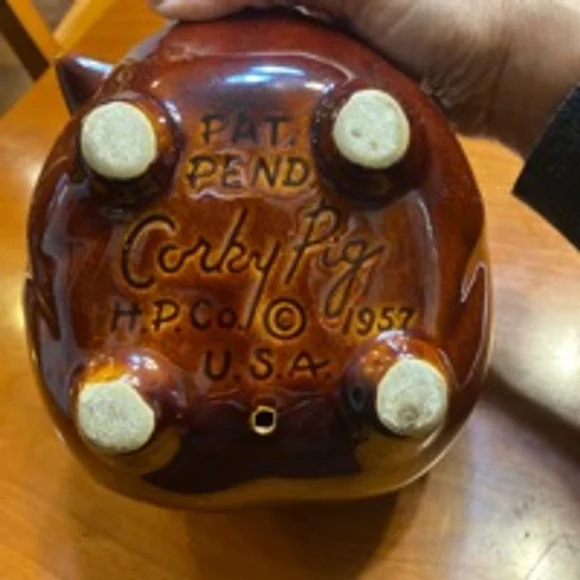 PAT.
PEND.
Corky Pig
H.P.Co. © 1957
U.S.A.